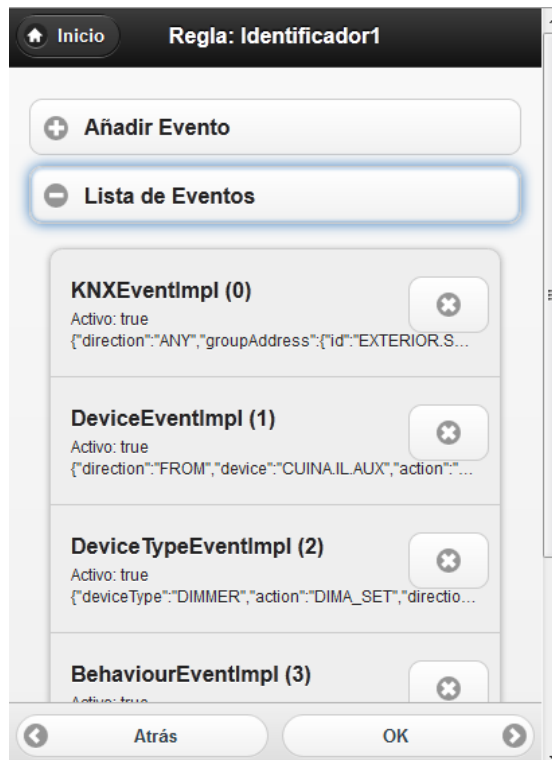 Inicio
Regla: Identificador1
Añadir Evento
Lista de Eventos
KNXEventImpl (0)
Activo: true
{"direction":"ANY","groupAddress":{"id":"EXTERIOR.S...
DeviceEventImpl (1)
Activo: true
{"direction":"FROM","device":"CUINA.IL.AUX","action":"...
DeviceTypeEventImpl (2)
Activo: true
{"deviceType":"DIMMER","action":"DIMA_SET","directio...
BehaviourEventImpl (3)
Activo: true
Atrás
OK